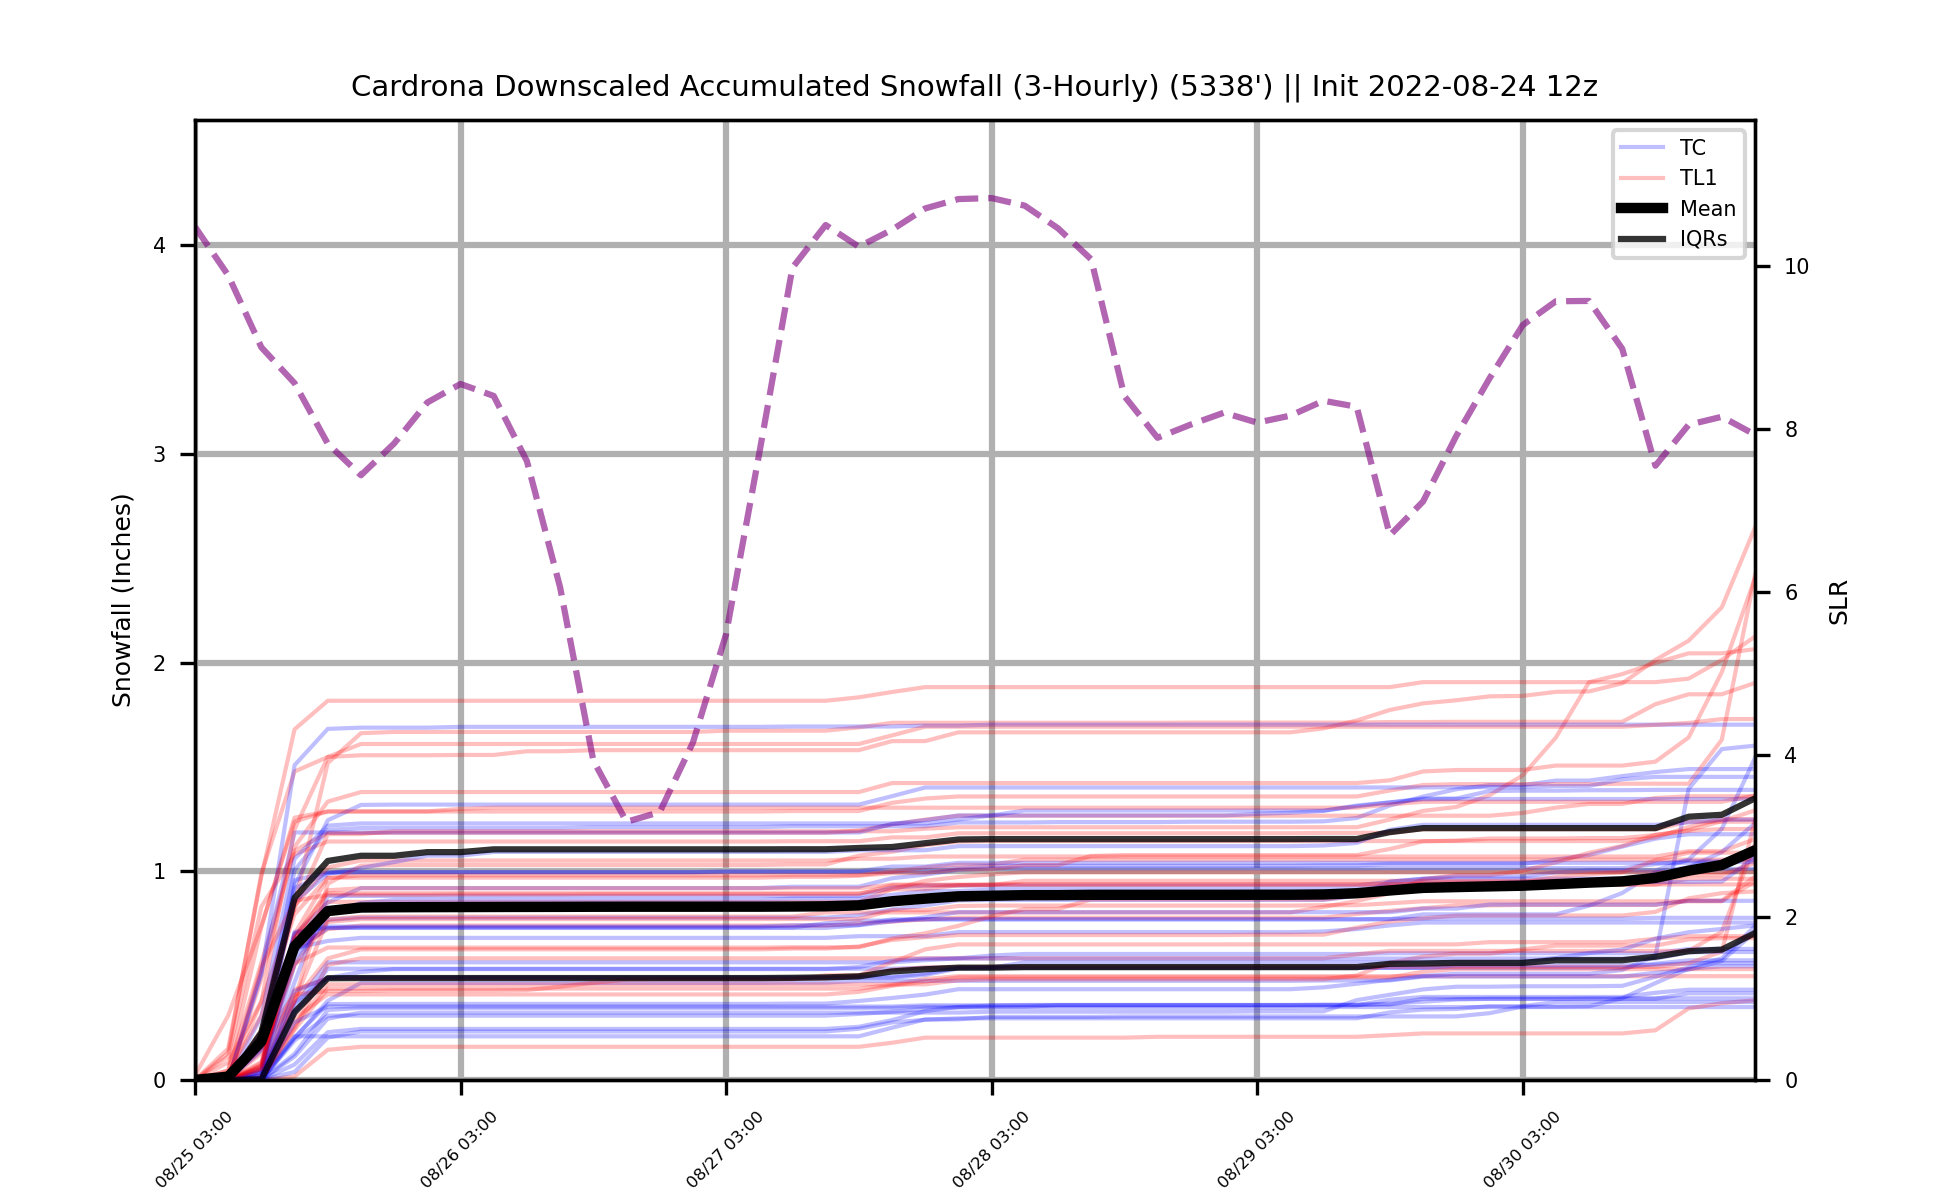 Cardrona Downscaled Accumulated Snowfall (3-Hourly) (5338') || Init 2022-08-24 12z
TC
TL1
Mean
IQRs
4
3
2
1
0
Snowfall (Inches)
10
8
6
4
2
0
SLR
08/25 03:00
08/26 03:00
08/27 03:00
08/28 03:00
08/29 03:00
08/30 03:00